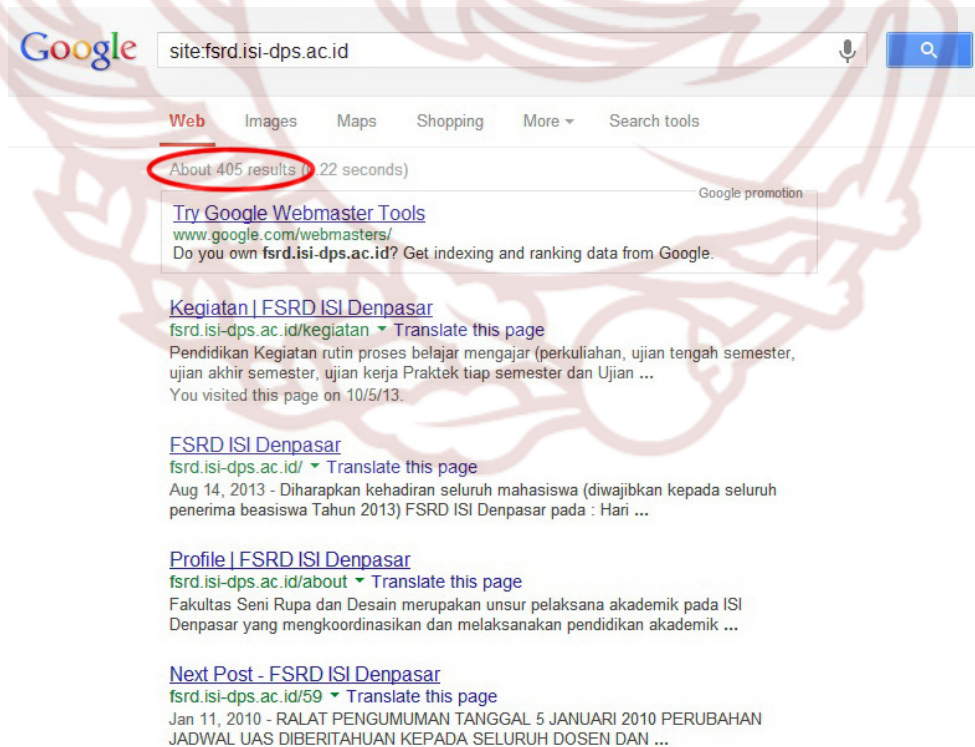 Google site:fsrd.isi-dps.ac.id
Web Images Maps Shopping More Search tools
About 405 results (.22 seconds)
Google promotion
Try Google Webmaster Tools
www.google.com/webmasters/
Do you own fsrd.isi-dps.ac.id? Get indexing and ranking data from Google.
Kegiatan | FSRD ISI Denpasar
fsrd.isi-dps.ac.id/kegiatan Translate this page
Pendidikan Kegiatan rutin proses belajar mengajar (perkuliahan, ujian tengah semester,
ujian akhir semester, ujian kerja Praktek tiap semester dan Ujian ...
You visited this page on 10/5/13.
FSRD ISI Denpasar
fsrd.isi-dps.ac.id/ Translate this page
Aug 14, 2013 - Diharapkan kehadiran seluruh mahasiswa (diwajibkan kepada seluruh
penerima beasiswa Tahun 2013) FSRD ISI Denpasar pada : Hari ...
Profile | FSRD ISI Denpasar
fsrd.isi-dps.ac.id/about Translate this page
Fakultas Seni Rupa dan Desain merupakan unsur pelaksana akademik pada ISI
Denpasar yang mengkoordinasikan dan melaksanakan pendidikan akademik ...
Next Post - FSRD ISI Denpasar
fsrd.isi-dps.ac.id/59 Translate this page
Jan 11, 2010 - RALAT PENGUMUMAN TANGGAL 5 JANUARI 2010 PERUBAHAN
JADWAL UAS DIBERITAHUAN KEPADA SELURUH DOSEN DAN ...